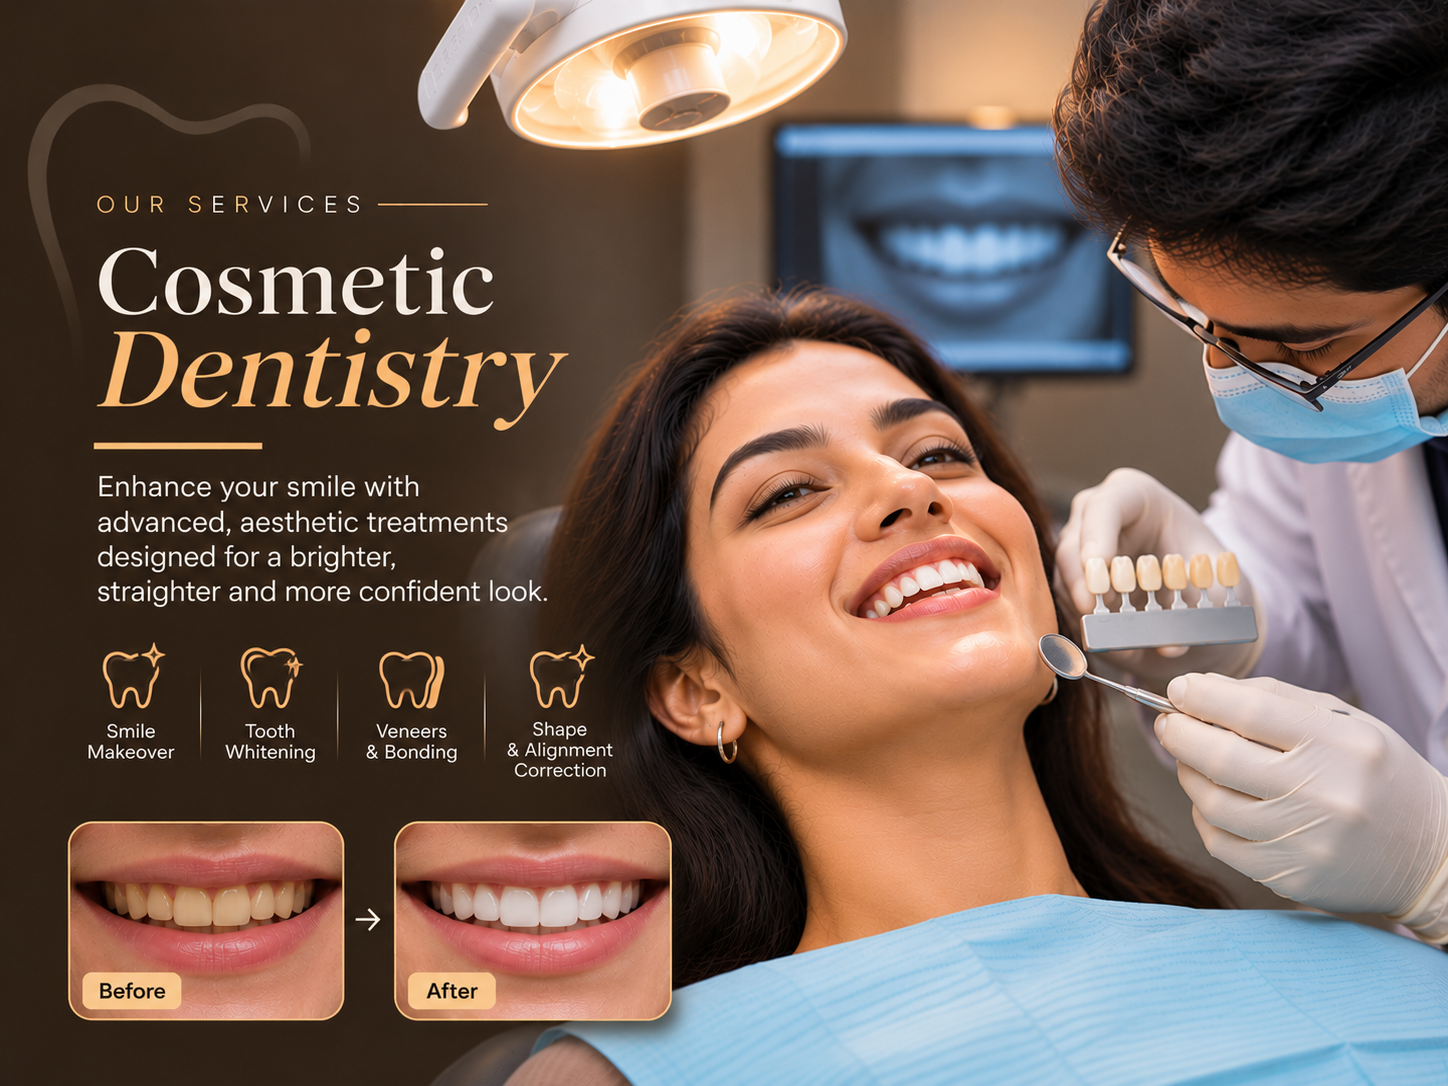 OUR SERVICES
Cosmetic
Dentistry
Enhance your smile with
advanced, aesthetic treatments
designed for a brighter,
straighter and more confident look.
Smile
Makeover
Tooth
Whitening
Veneers
& Bonding
Shape
& Alignment
Correction
Before
After